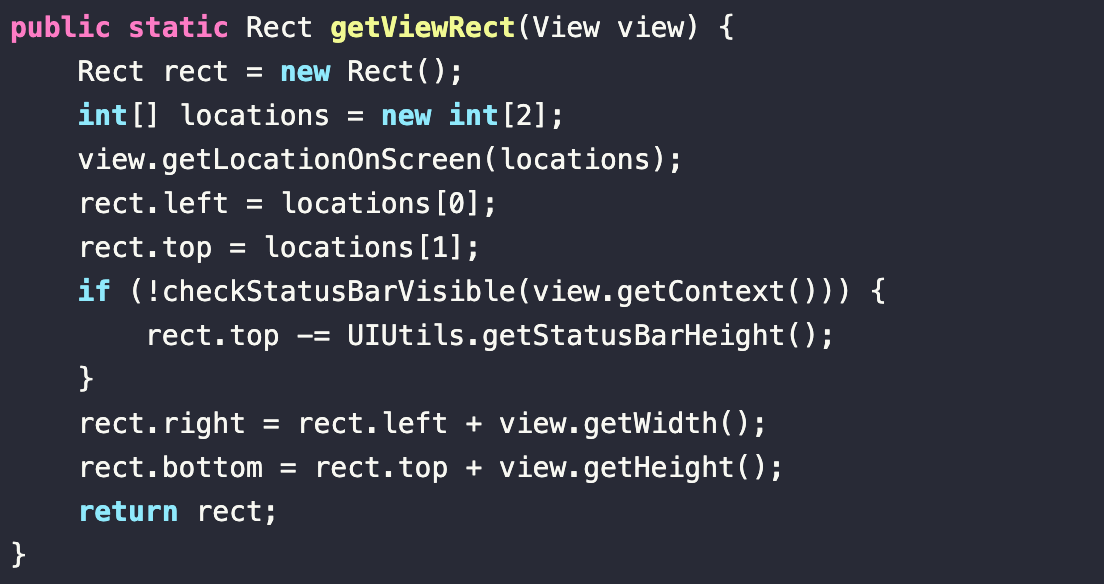 public static Rect getViewRect(View view) {
    Rect rect = new Rect();
    int[] locations = new int[2];
    view.getLocationOnScreen(locations);
    rect.left = locations[0];
    rect.top = locations[1];
    if (!checkStatusBarVisible(view.getContext())) {
        rect.top -= UIUtils.getStatusBarHeight();
    }
    rect.right = rect.left + view.getWidth();
    rect.bottom = rect.top + view.getHeight();
    return rect;
}